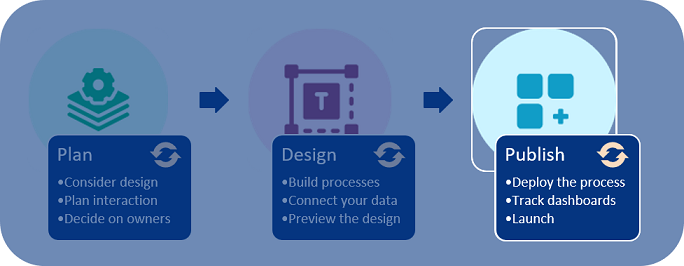 T
Plan
•Consider design
•Plan interaction
•Decide on owners
Design
•Build processes
•Connect your data
•Preview the design
Publish
•Deploy the process
•Track dashboards
•Launch